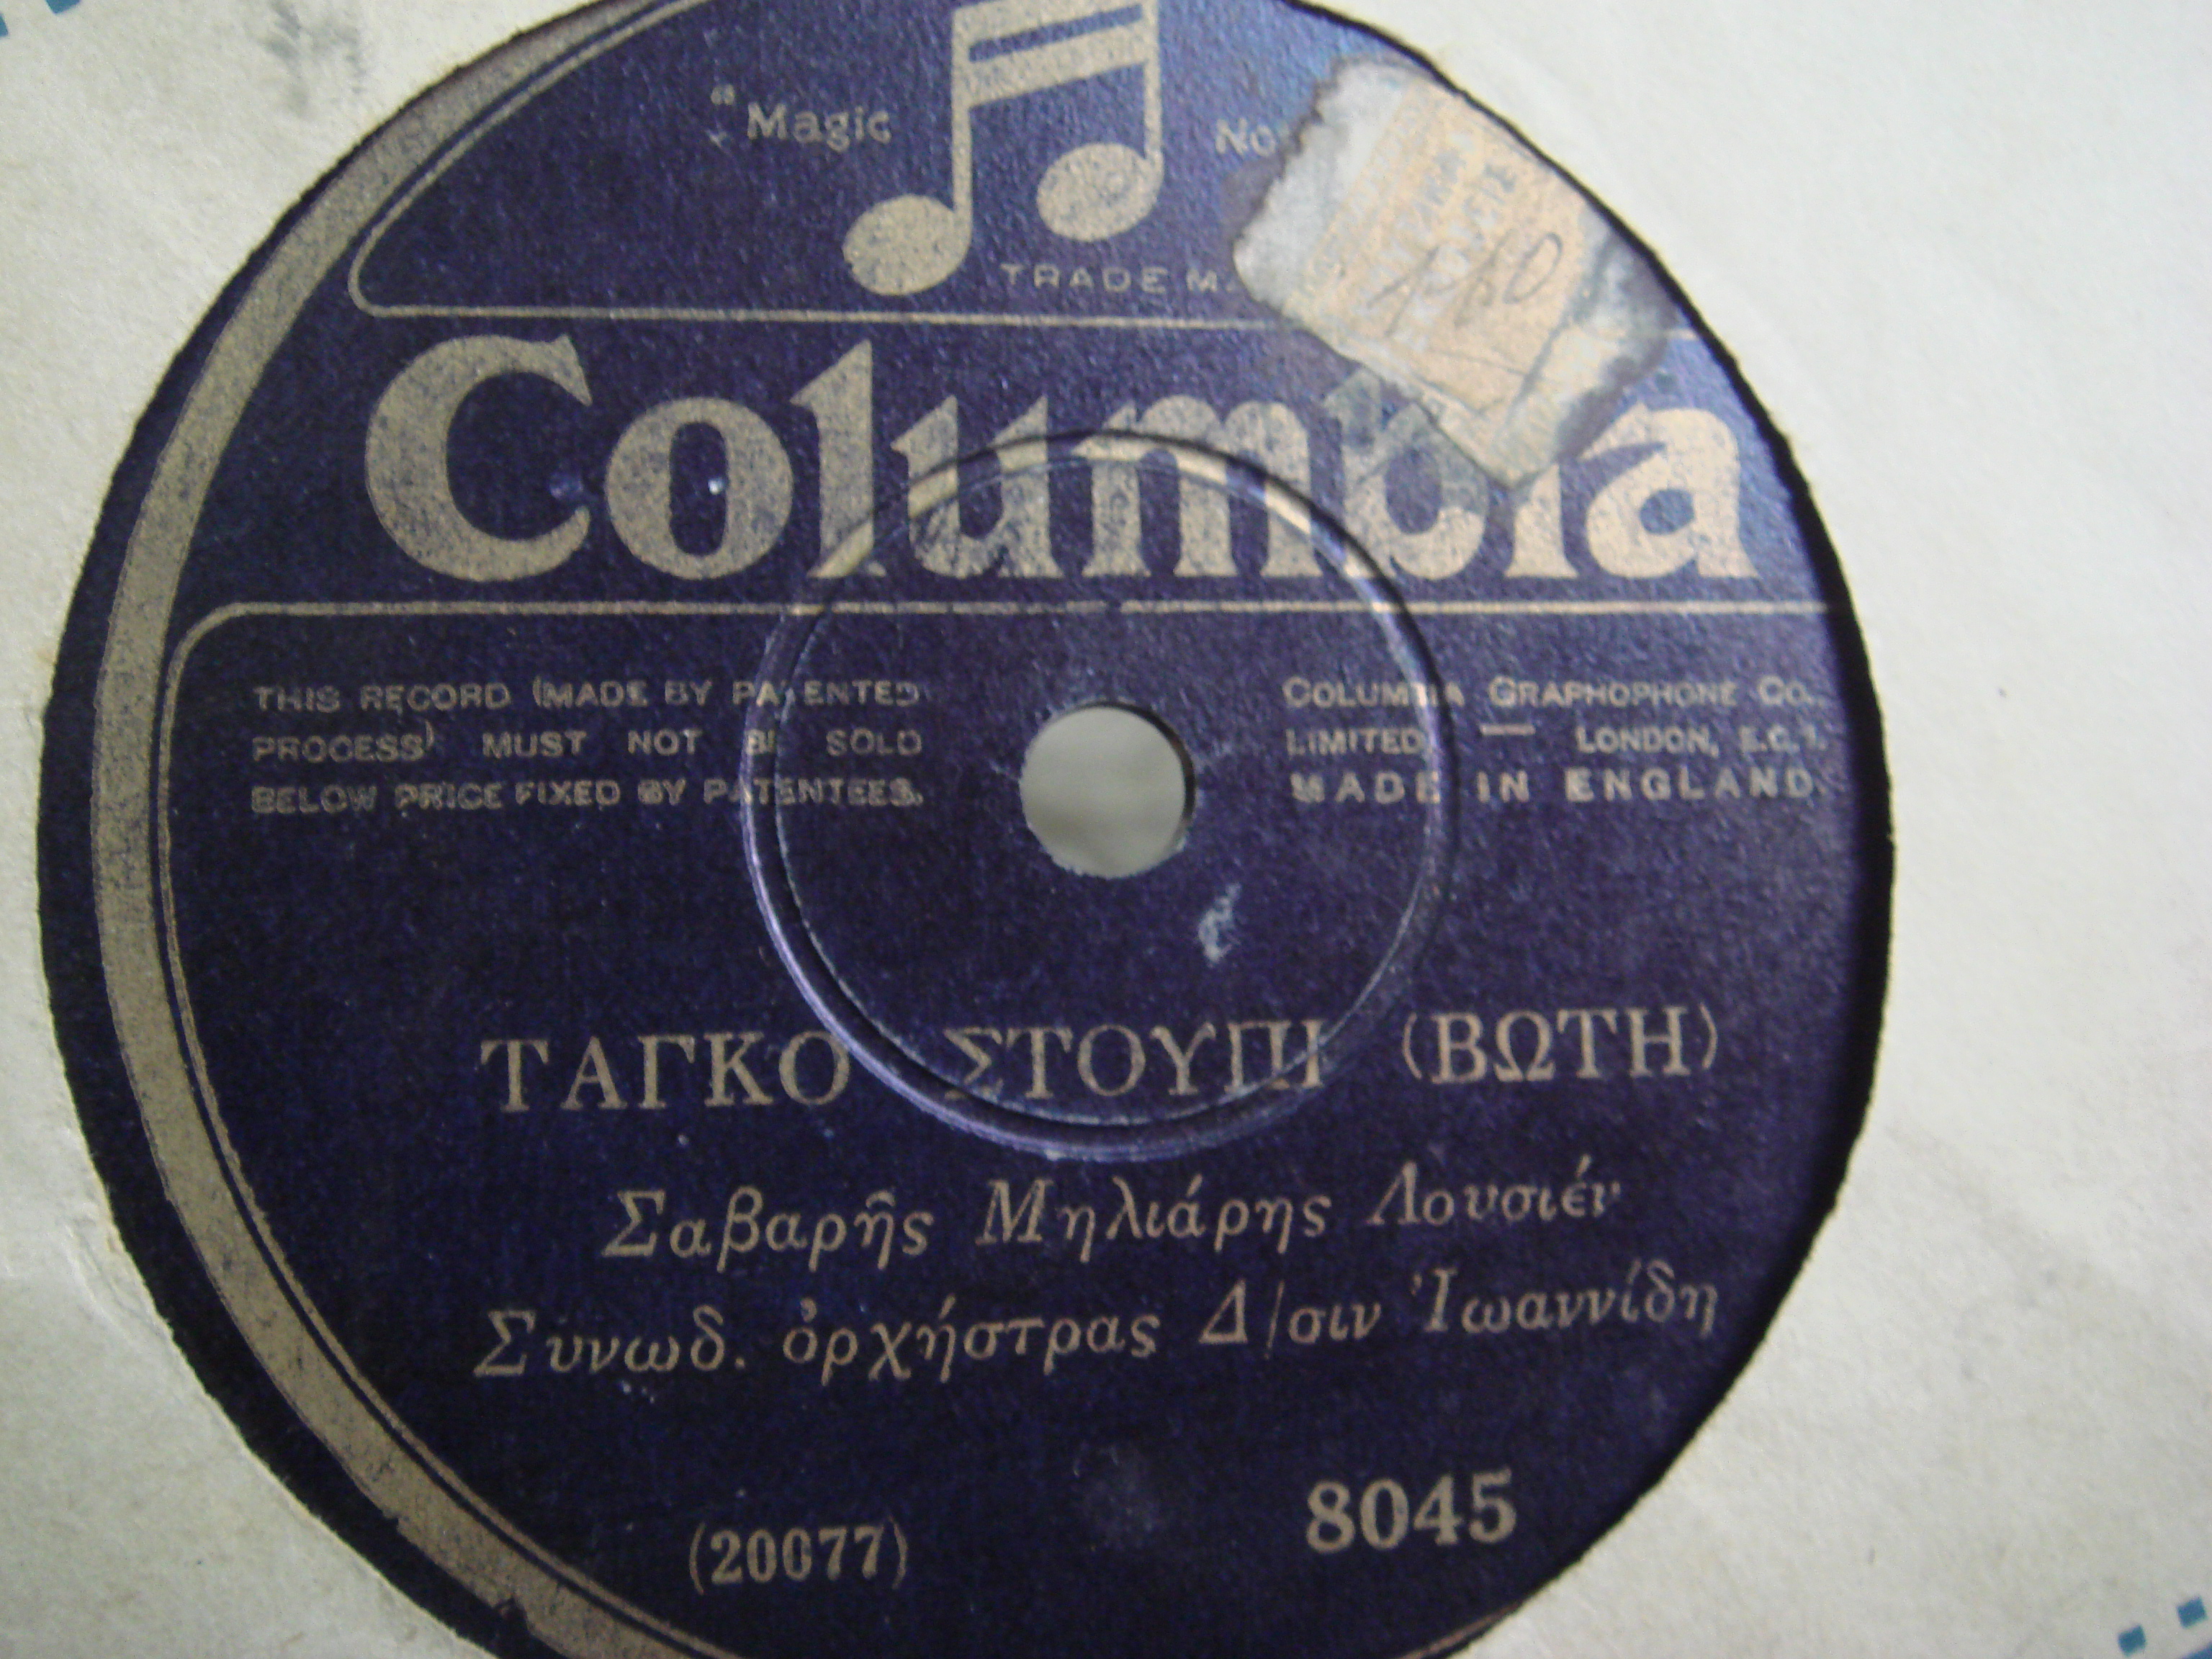 "Magic
TRADE
Columbia
THIS RECORD (MADE BY PATENTED
PROCESS) MUST NOT BE SOLD
BELOW PRICE FIXED BY PATENTEES.
COLUMBIA GRAPHOPHONE CO.
LIMITED, — LONDON, E.C.1.
MADE IN ENGLAND.
ΤΑΓΚΟ ΣΤΟΥΠΙ (ΒΩΤΗ)
Σαβαρῆς Μηλιάρης Λουσιέν
Συνωδ. ὀρχήστρας Δ/σιν Ἰωαννίδη
(20077)
8045